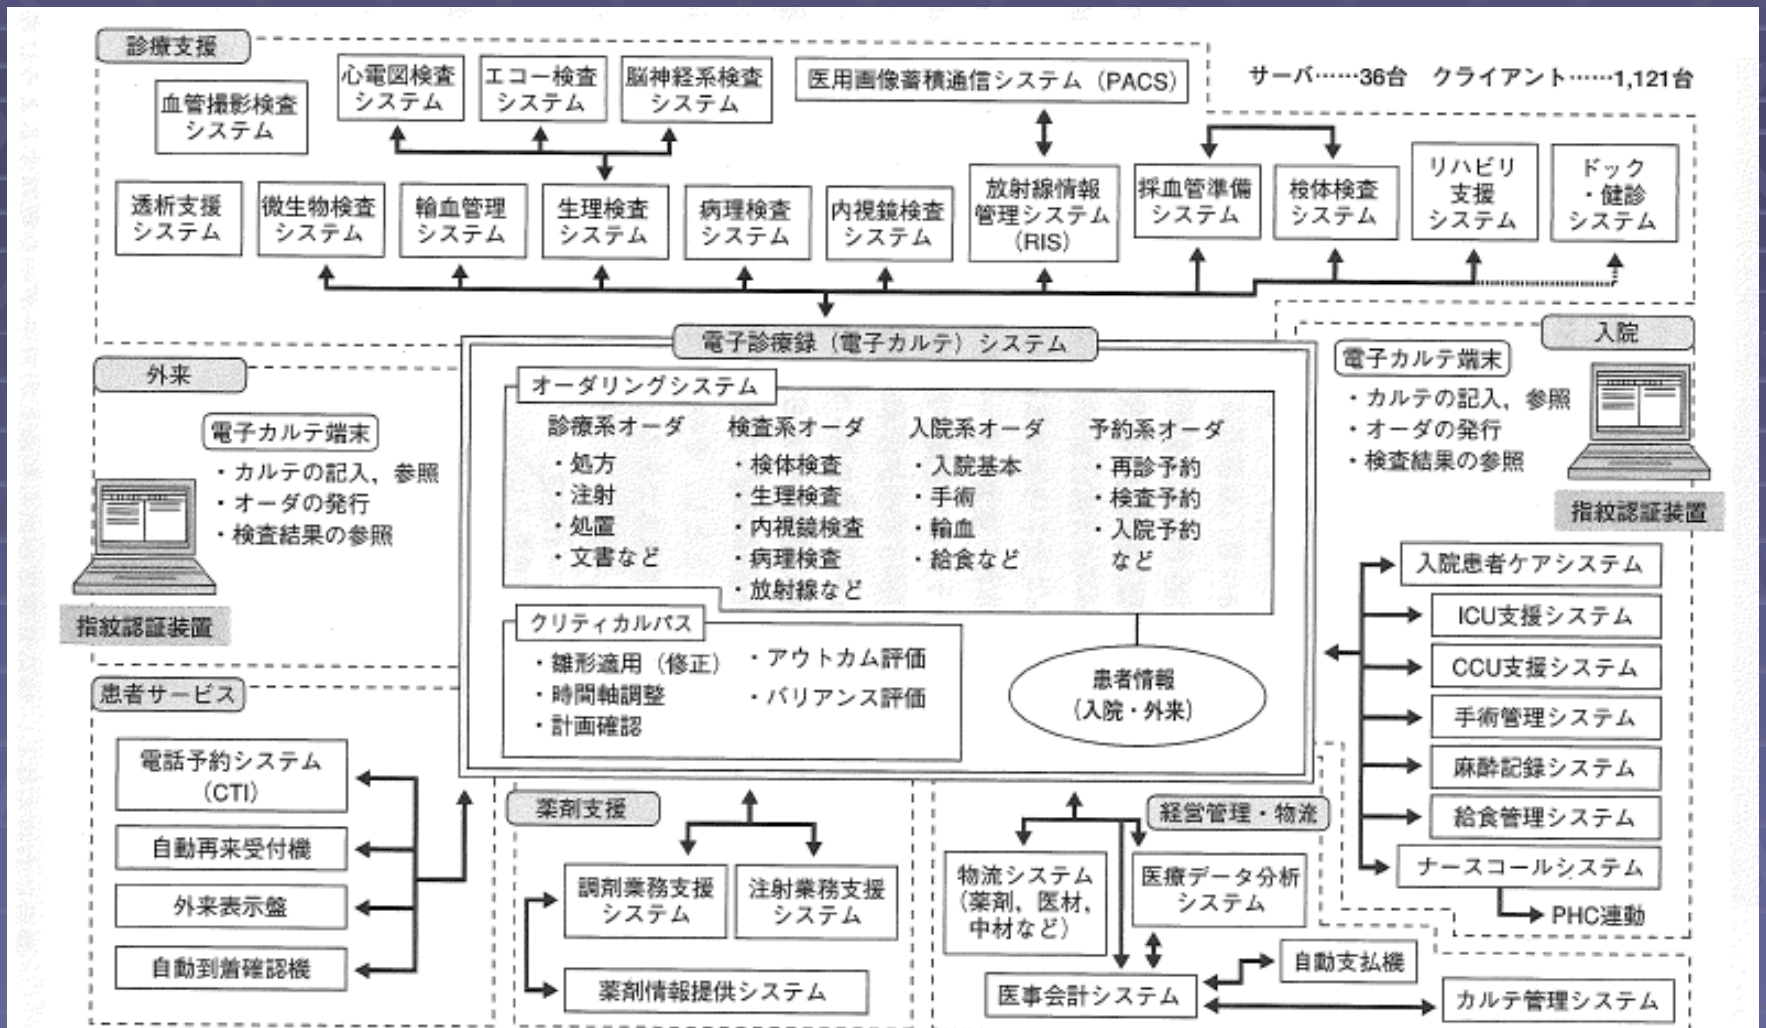 診療支援
サーバ……36台　クライアント……1,121台
血管撮影検査
システム
心電図検査
システム
エコー検査
システム
脳神経系検査
システム
医用画像蓄積通信システム（PACS）
透析支援
システム
微生物検査
システム
輸血管理
システム
生理検査
システム
病理検査
システム
内視鏡検査
システム
放射線情報
管理システム
（RIS）
採血管準備
システム
検体検査
システム
リハビリ
支援
システム
ドック
・健診
システム
電子診療録（電子カルテ）システム
外来
電子カルテ端末
・カルテの記入，参照
・オーダの発行
・検査結果の参照
指紋認証装置
オーダリングシステム
診療系オーダ
・処方
・注射
・処置
・文書など
検査系オーダ
・検体検査
・生理検査
・内視鏡検査
・病理検査
・放射線など
入院系オーダ
・入院基本
・手術
・輸血
・給食など
予約系オーダ
・再診予約
・検査予約
・入院予約
など
クリティカルパス
・雛形適用（修正）
・時間軸調整
・計画確認
・アウトカム評価
・バリアンス評価
患者情報
（入院・外来）
入院
電子カルテ端末
・カルテの記入，参照
・オーダの発行
・検査結果の参照
指紋認証装置
入院患者ケアシステム
ICU支援システム
CCU支援システム
手術管理システム
麻酔記録システム
給食管理システム
ナースコールシステム
PHC連動
患者サービス
電話予約システム
（CTI）
自動再来受付機
外来表示盤
自動到着確認機
薬剤支援
調剤業務支援
システム
注射業務支援
システム
薬剤情報提供システム
経営管理・物流
物流システム
（薬剤，医材，
中材など）
医療データ分析
システム
医事会計システム
自動支払機
カルテ管理システム